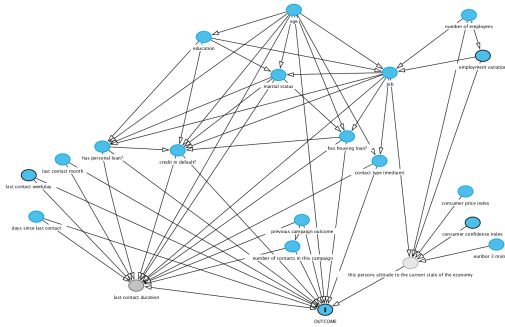 age
number of employees
education
employment variation
marital status
job
has personal loan?
credit in default?
has housing loan?
last contact month
contact type (medium)
last contact weekday
consumer price index
days since last contact
previous campaign outcome
consumer confidence index
number of contacts in this campaign
euribor 3 mon
this persons attitude to the current state of the economy
last contact duration
OUTCOME